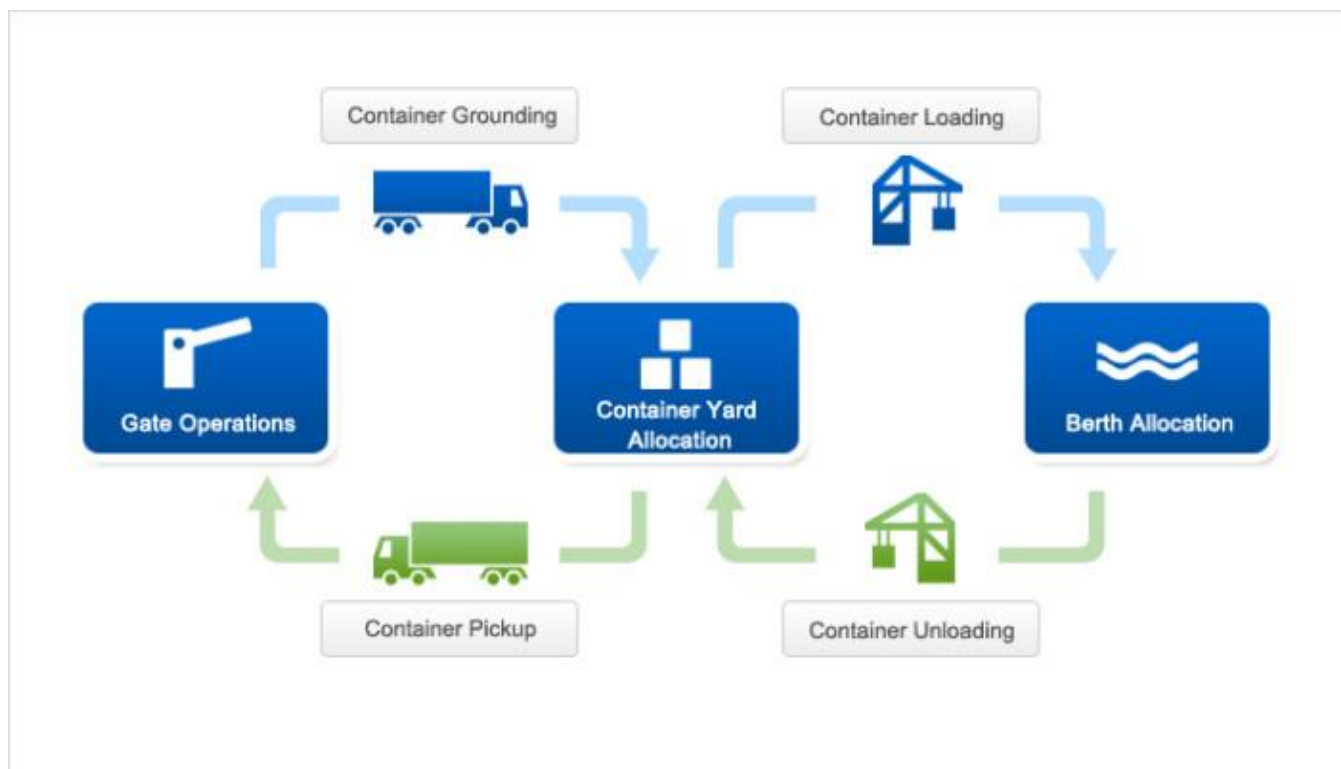 Container Grounding
Container Loading
Gate Operations
Container Yard
Allocation
Berth Allocation
Container Pickup
Container Unloading